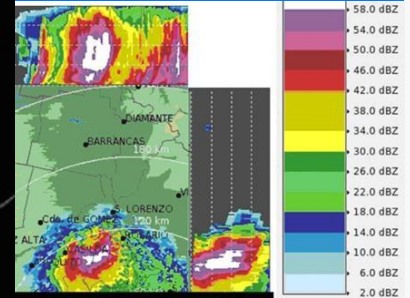 58.0 dBZ
54.0 dBZ
50.0 dBZ
46.0 dBZ
42.0 dBZ
38.0 dBZ
34.0 dBZ
30.0 dBZ
26.0 dBZ
22.0 dBZ
18.0 dBZ
14.0 dBZ
10.0 dBZ
6.0 dBZ
2.0 dBZ
DIAMANTE
BARRANCAS
180 km
VI
S. LORENZO
Cda. de GOMEZ
120 km
Z ALTA